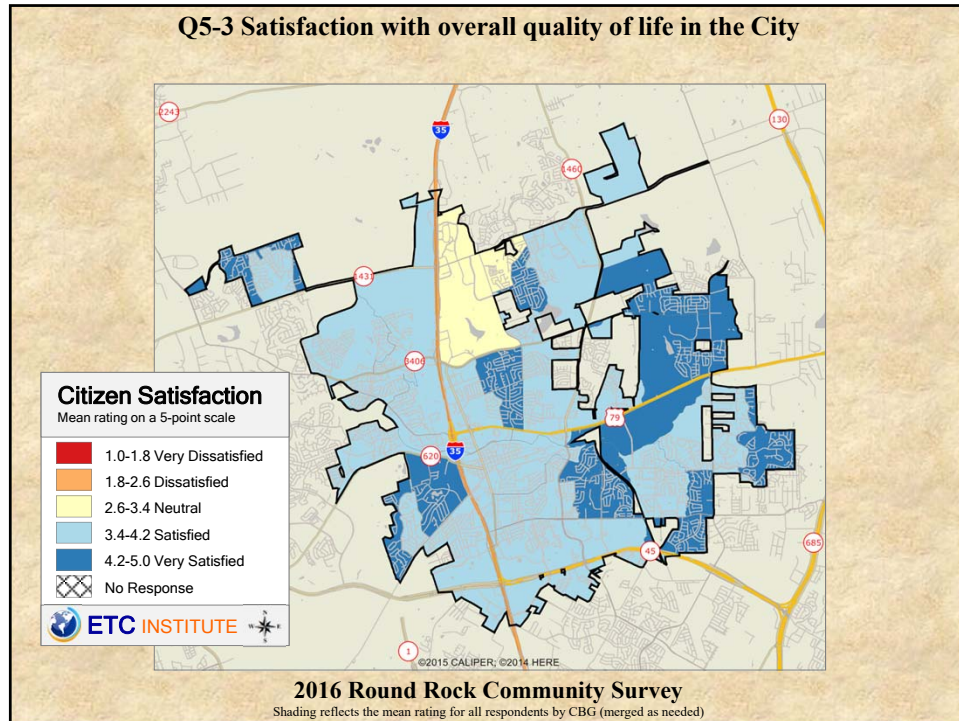 Q5-3 Satisfaction with overall quality of life in the City
2243
35
130
1460
1431
3406
79
620
35
45
685
1
Citizen Satisfaction
Mean rating on a 5-point scale
1.0-1.8 Very Dissatisfied
1.8-2.6 Dissatisfied
2.6-3.4 Neutral
3.4-4.2 Satisfied
4.2-5.0 Very Satisfied
No Response
ETC INSTITUTE
N
W E
S
©2015 CALIPER; ©2014 HERE
2016 Round Rock Community Survey
Shading reflects the mean rating for all respondents by CBG (merged as needed)